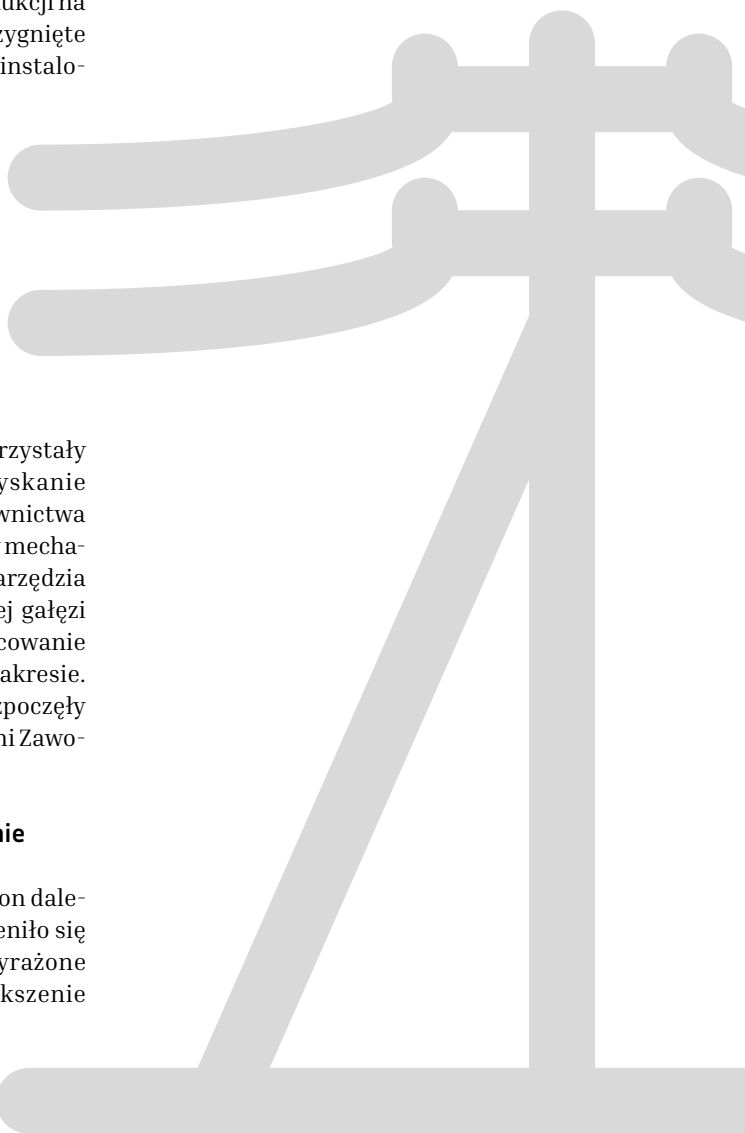 ukcji na
zygnięte
instalo-
rzystały
yskanie
wnictwa
mecha-
arzędzia
ej gałęzi
cowanie
akresie.
zpoczęły
ni Zawo-
nie
on dale-
eniło się
yrażone
kszenie